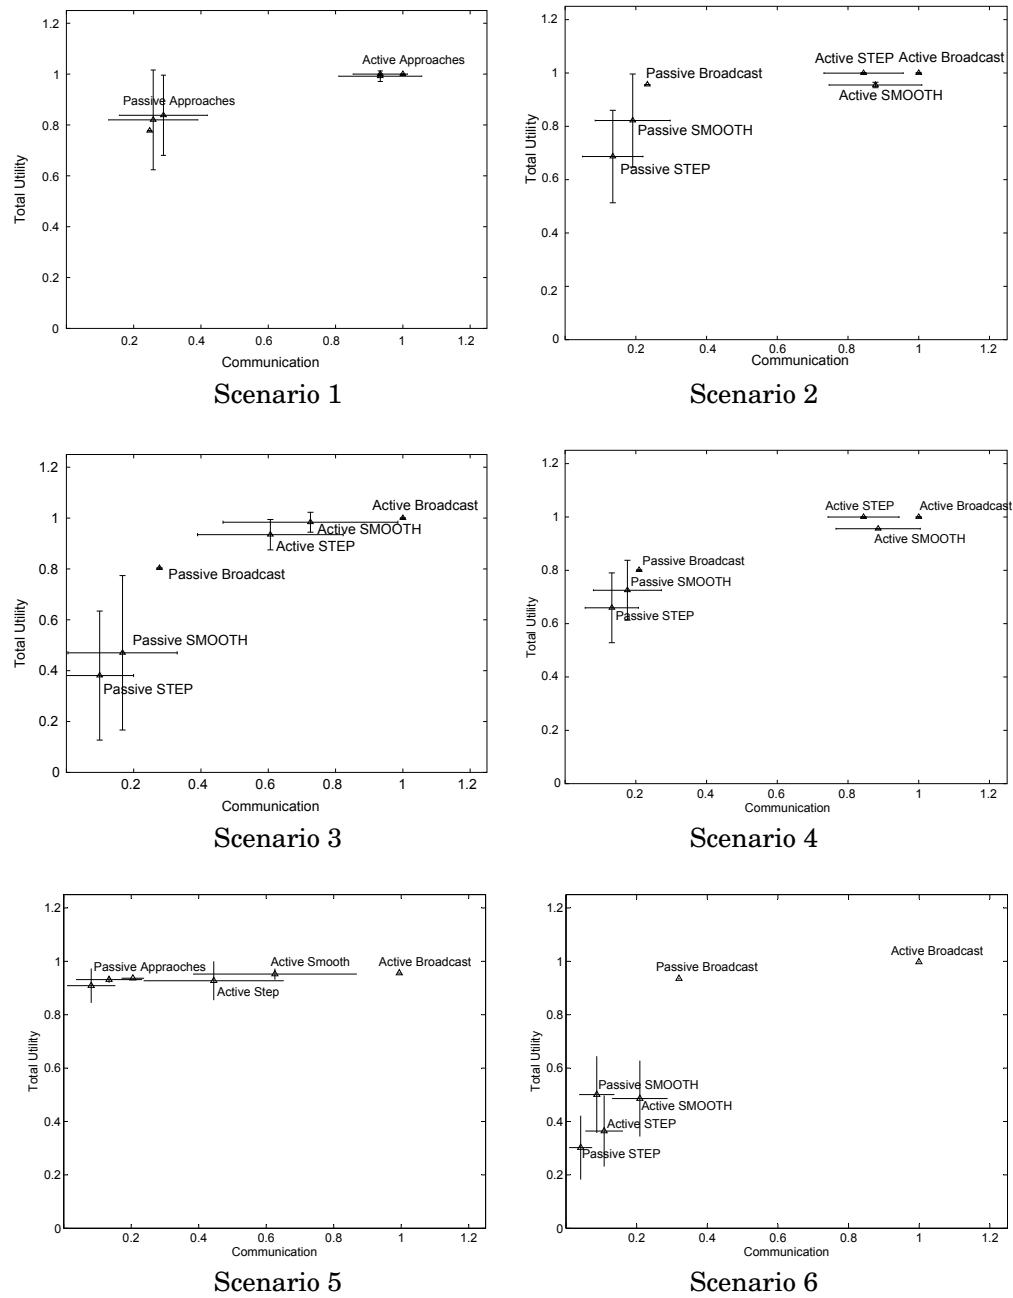 1.2
1
0.8
0.6
0.4
0.2
0
0.2 0.4 0.6 0.8 1 1.2
Total Utility
Communication
Active Approaches
Passive Approaches
Scenario 1
1.2
1
0.8
0.6
0.4
0.2
0
0.2 0.4 0.6 0.8 1 1.2
Total Utility
Communication
Active STEP Active Broadcast
Passive Broadcast
Active SMOOTH
Passive SMOOTH
Passive STEP
Scenario 2
1.2
1
0.8
0.6
0.4
0.2
0
0.2 0.4 0.6 0.8 1 1.2
Total Utility
Communication
Active Broadcast
Active SMOOTH
Active STEP
Passive Broadcast
Passive SMOOTH
Passive STEP
Scenario 3
1.2
1
0.8
0.6
0.4
0.2
0
0.2 0.4 0.6 0.8 1 1.2
Total Utility
Communication
Active STEP Active Broadcast
Active SMOOTH
Passive Broadcast
Passive SMOOTH
Passive STEP
Scenario 4
1.2
1
0.8
0.6
0.4
0.2
0
0.2 0.4 0.6 0.8 1 1.2
Total Utility
Communication
Passive Appraoches Active Smooth Active Broadcast
Active Step
Scenario 5
1.2
1
0.8
0.6
0.4
0.2
0
0.2 0.4 0.6 0.8 1 1.2
Total Utility
Communication
Active Broadcast
Passive Broadcast
Passive SMOOTH
Active SMOOTH
Active STEP
Passive STEP
Scenario 6